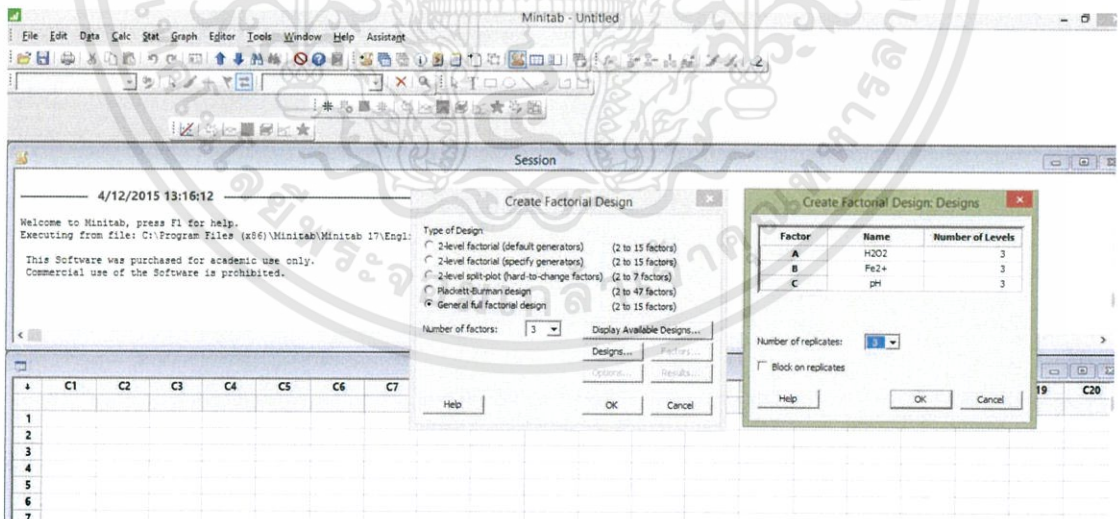 Minitab - Untitled
File Edit Data Calc Stat Graph Editor Tools Window Help Assistant
Session
4/12/2015 13:16:12
Welcome to Minitab, press F1 for help.
Executing from file: C:\Program Files (x86)\Minitab\Minitab 17\Engl
This Software was purchased for academic use only.
Commercial use of the Software is prohibited.
Create Factorial Design
Type of Design
2-level factorial (default generators) (2 to 15 factors)
2-level factorial (specify generators) (2 to 15 factors)
2-level split-plot (hard-to-change factors) (2 to 7 factors)
Plackett-Burman design (2 to 47 factors)
General full factorial design (2 to 15 factors)
Number of factors: 3 Display Available Designs...
Designs... Factors...
Options... Results...
Help OK Cancel
Create Factorial Design: Designs
Factor Name Number of Levels
A H2O2 3
B Fe2+ 3
C pH 3
Number of replicates: 3
Block on replicates
Help OK Cancel
C1 C2 C3 C4 C5 C6 C7 19 C20
1
2
3
4
5
6
7